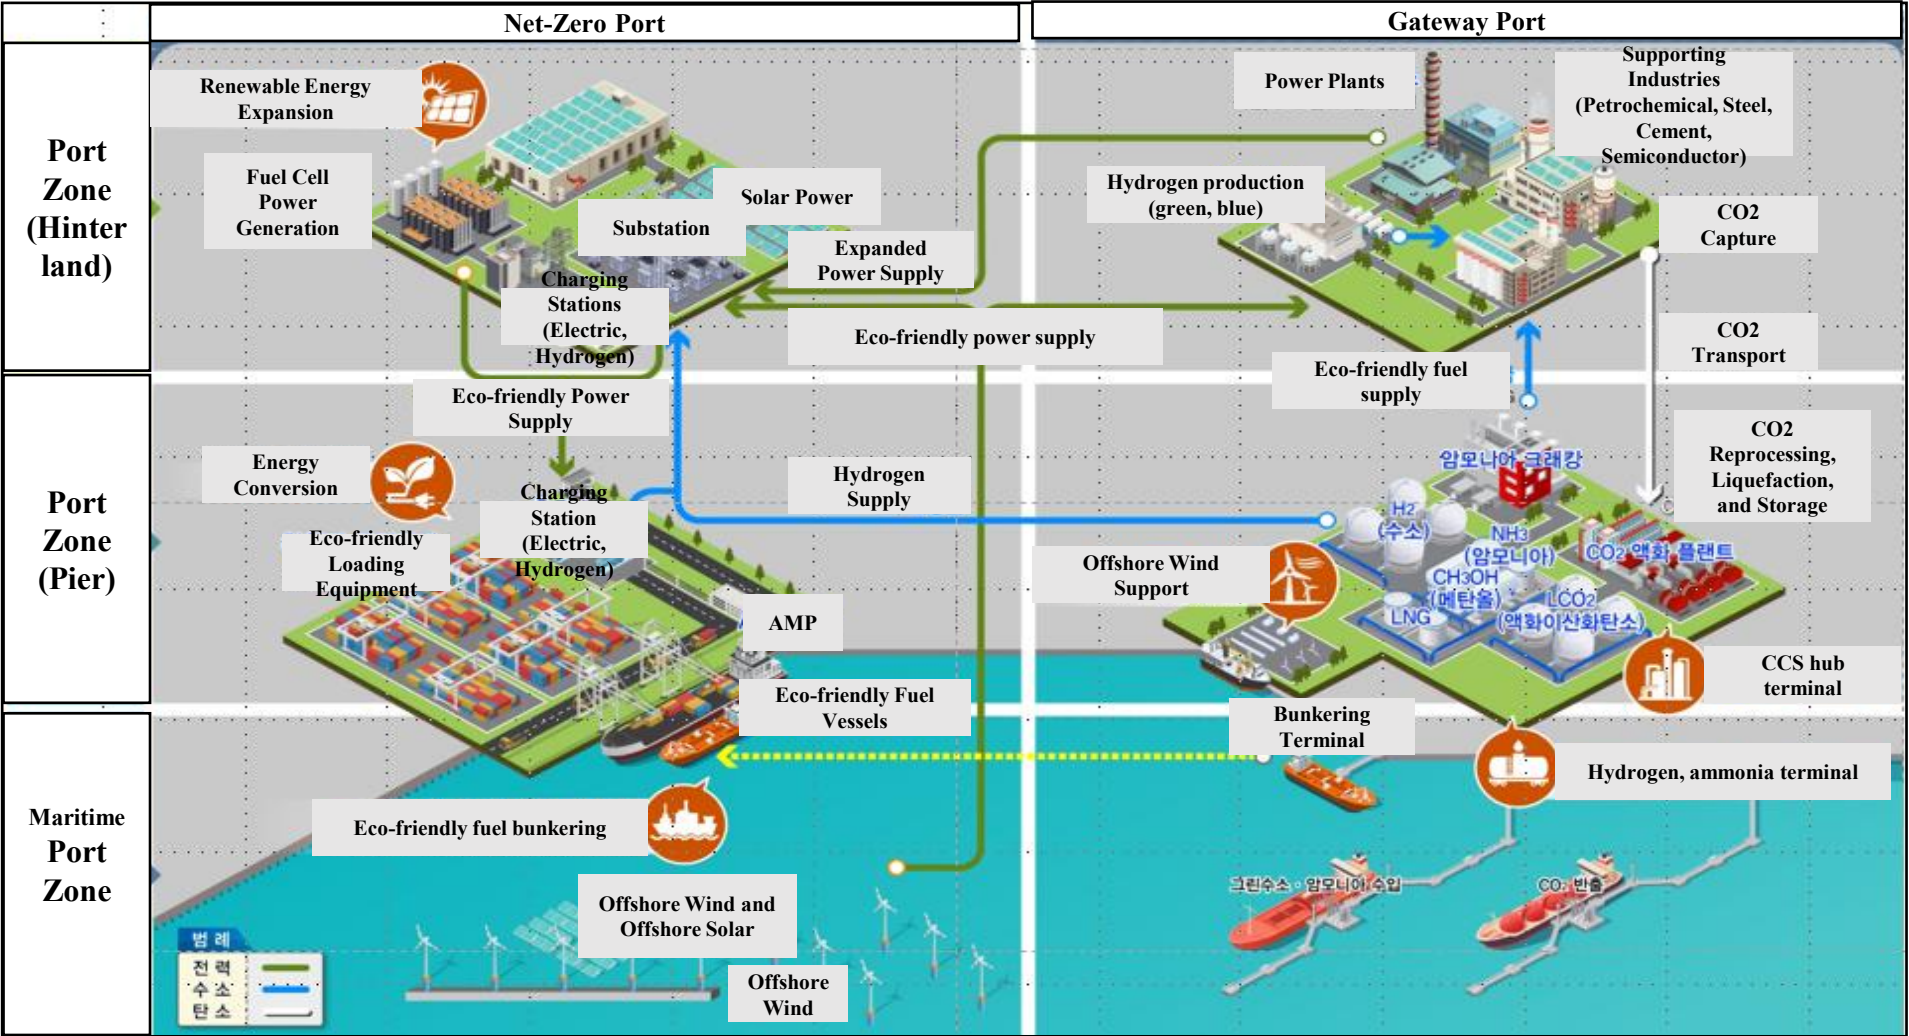 Net-Zero Port
Gateway Port
Port
Zone
(Hinter
land)
Renewable Energy
Expansion
Fuel Cell
Power
Generation
Solar Power
Substation
Expanded
Power Supply
Charging
Stations
(Electric,
Hydrogen)
Eco-friendly power supply
Power Plants
Supporting
Industries
(Petrochemical, Steel,
Cement,
Semiconductor)
Hydrogen production
(green, blue)
CO2
Capture
CO2
Transport
Eco-friendly fuel
supply
Port
Zone
(Pier)
Eco-friendly Power
Supply
Energy
Conversion
Charging
Station
(Electric,
Hydrogen)
Eco-friendly
Loading
Equipment
Hydrogen
Supply
AMP
Eco-friendly Fuel
Vessels
CO2
Reprocessing,
Liquefaction,
and Storage
암모니아 크래킹
H2
(수소)
NH3
(암모니아)
CH3OH
(메탄올)
LNG
LCO2
(액화이산화탄소)
CO2 액화 플랜트
Offshore Wind
Support
CCS hub
terminal
Bunkering
Terminal
Maritime
Port
Zone
Eco-friendly fuel bunkering
Hydrogen, ammonia terminal
Offshore Wind and
Offshore Solar
Offshore
Wind
그린수소·암모니아 수입
CO2 반출
범 례
전 력
수 소
탄 소